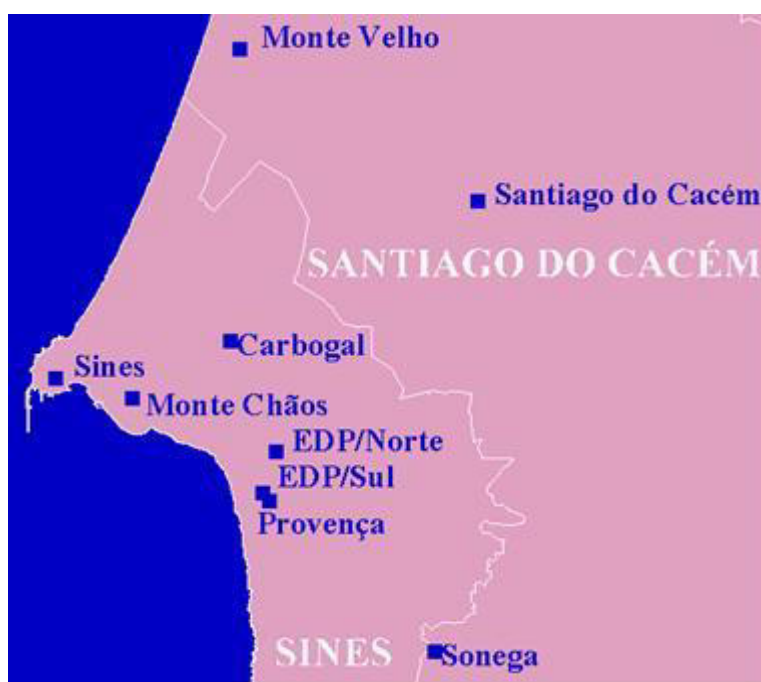 Monte Velho
Santiago do Cacém
SANTIAGO DO CACÉM
Carbogal
Sines
Monte Chãos
EDP/Norte
EDP/Sul
Provença
SINES
Sonega